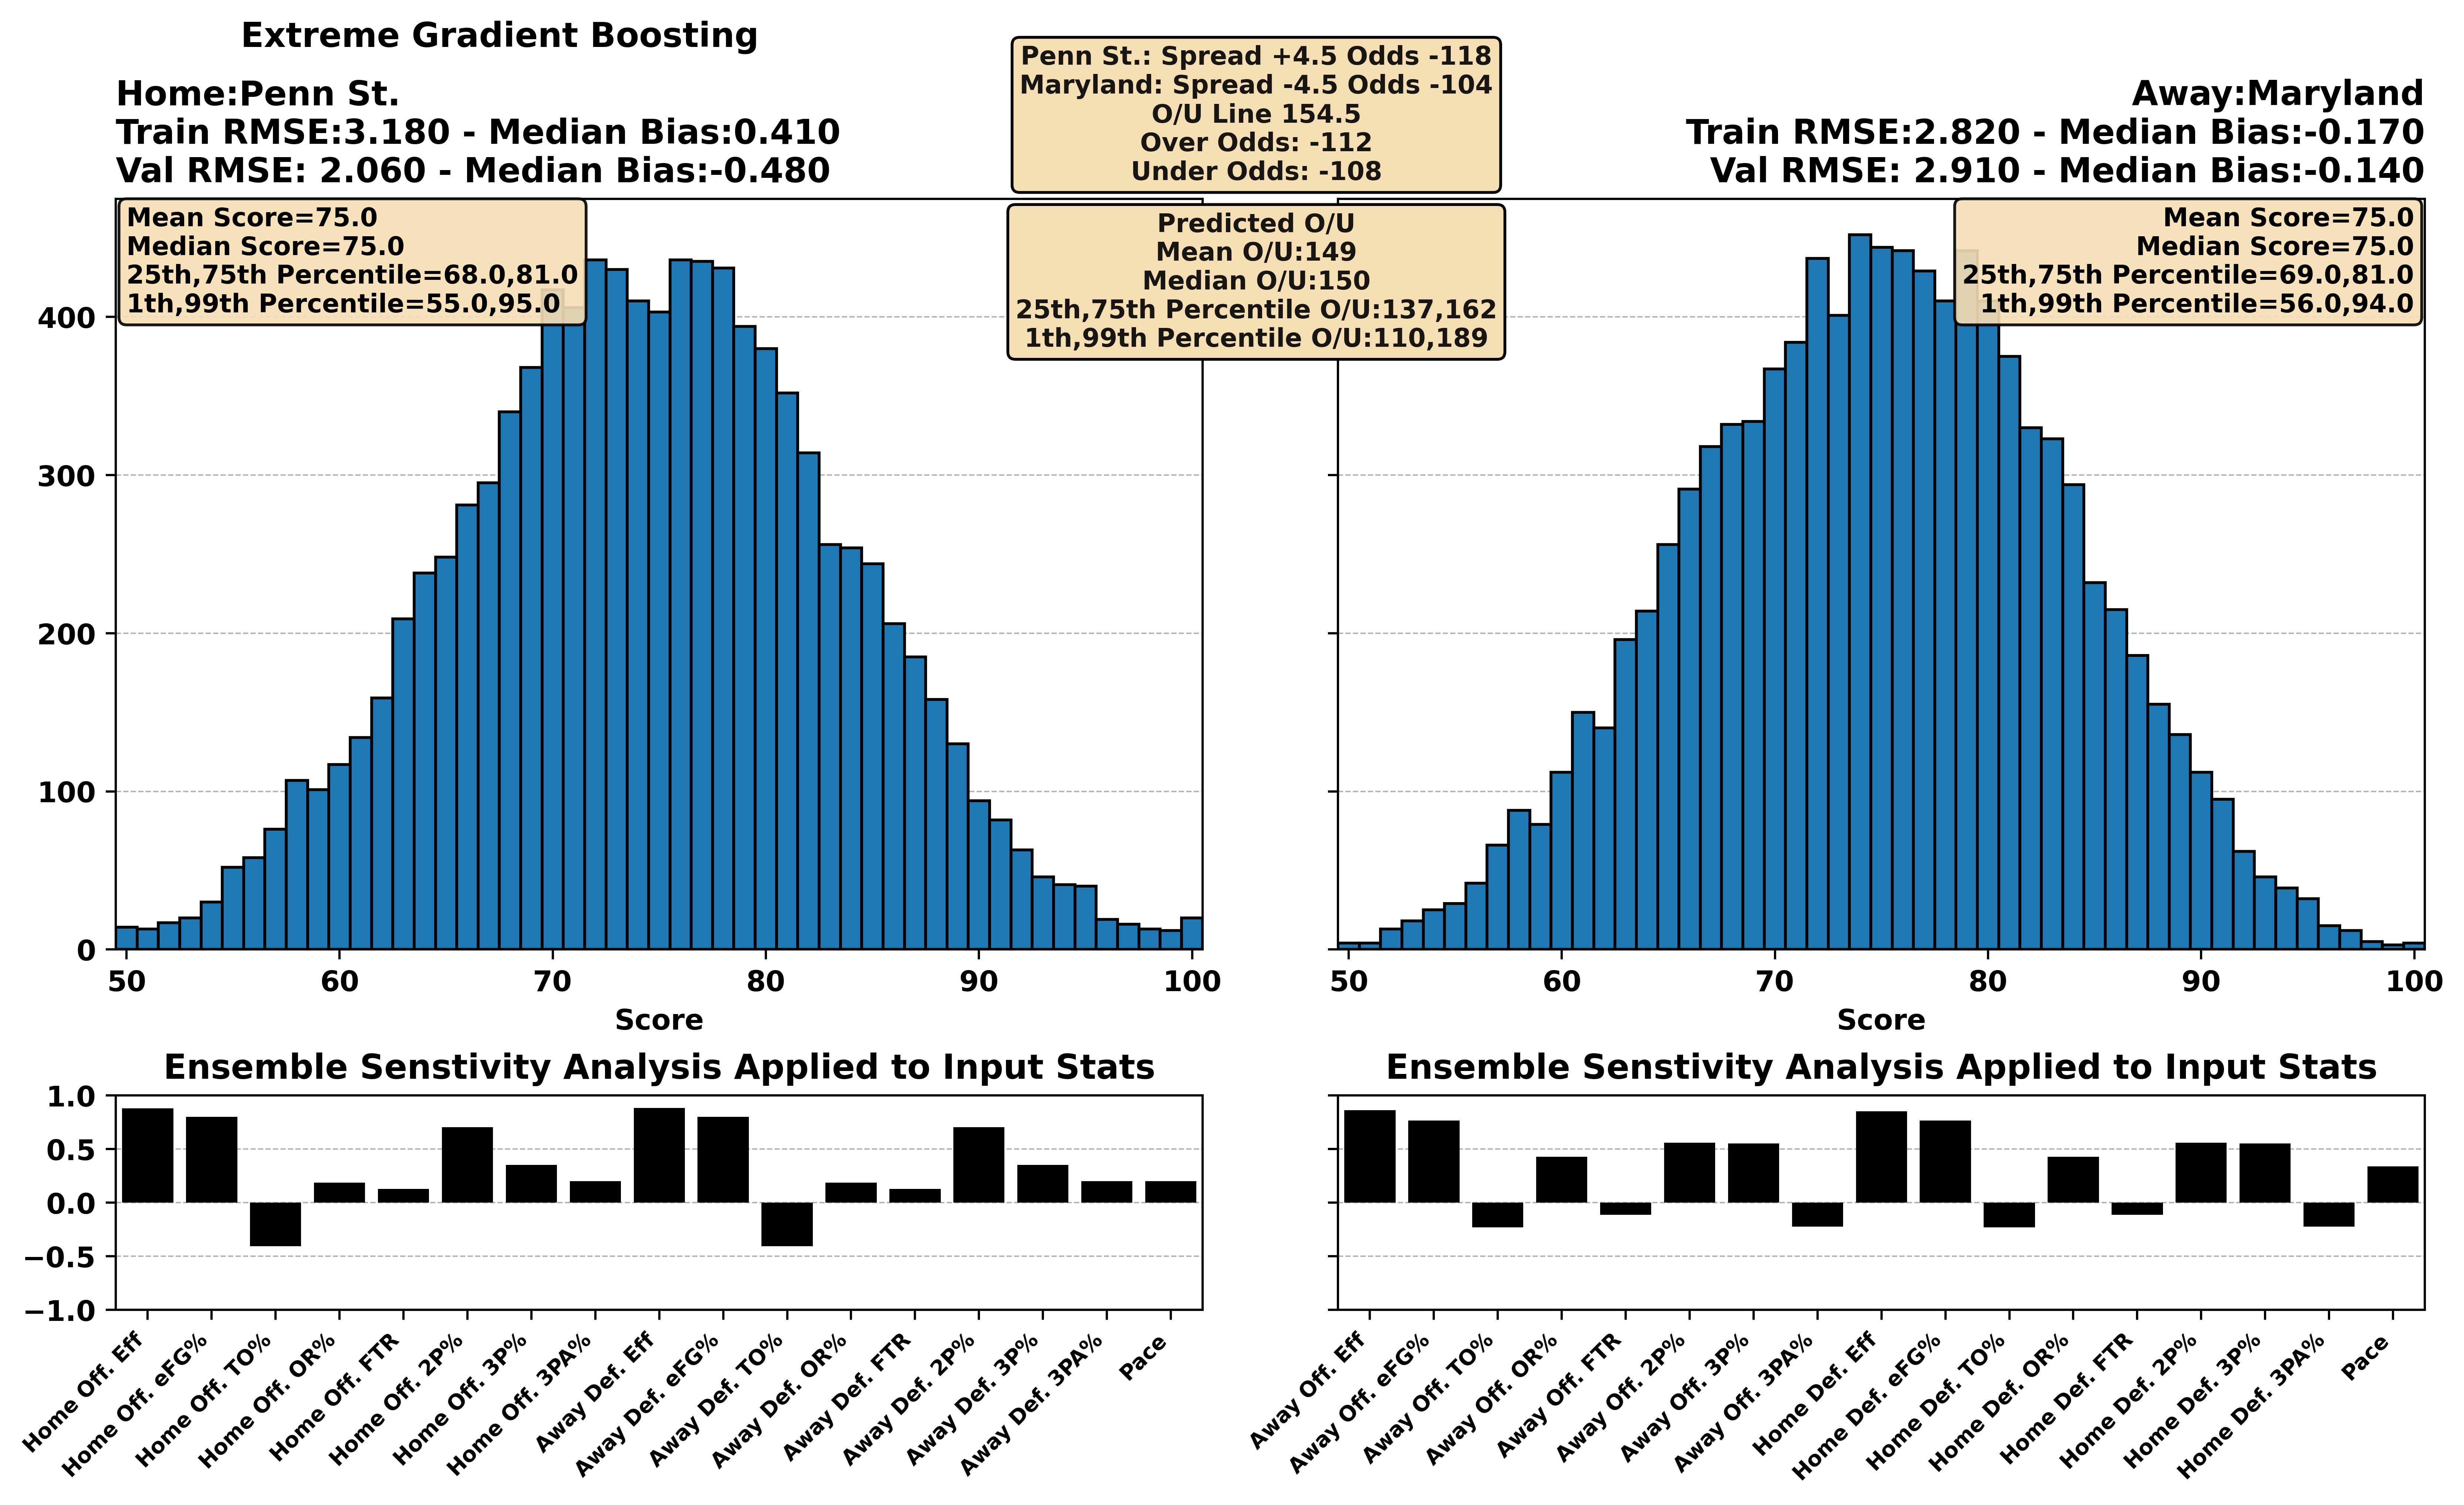 Extreme Gradient Boosting
Home:Penn St.
Train RMSE:3.180 - Median Bias:0.410
Val RMSE: 2.060 - Median Bias:-0.480
Penn St.: Spread +4.5 Odds -118
Maryland: Spread -4.5 Odds -104
O/U Line 154.5
Over Odds: -112
Under Odds: -108
Away:Maryland
Train RMSE:2.820 - Median Bias:-0.170
Val RMSE: 2.910 - Median Bias:-0.140
Mean Score=75.0
Median Score=75.0
25th,75th Percentile=68.0,81.0
1th,99th Percentile=55.0,95.0
Predicted O/U
Mean O/U:149
Median O/U:150
25th,75th Percentile O/U:137,162
1th,99th Percentile O/U:110,189
Mean Score=75.0
Median Score=75.0
25th,75th Percentile=69.0,81.0
1th,99th Percentile=56.0,94.0
400
300
200
100
0
50 60 70 80 90 100
Score
50 60 70 80 90 100
Score
Ensemble Senstivity Analysis Applied to Input Stats
1.0
0.5
0.0
−0.5
−1.0
Home Off. Eff
Home Off. eFG%
Home Off. TO%
Home Off. OR%
Home Off. FTR
Home Off. 2P%
Home Off. 3P%
Home Off. 3PA%
Away Def. Eff
Away Def. eFG%
Away Def. TO%
Away Def. OR%
Away Def. FTR
Away Def. 2P%
Away Def. 3P%
Away Def. 3PA%
Pace
Ensemble Senstivity Analysis Applied to Input Stats
Away Off. Eff
Away Off. eFG%
Away Off. TO%
Away Off. OR%
Away Off. FTR
Away Off. 2P%
Away Off. 3P%
Away Off. 3PA%
Home Def. Eff
Home Def. eFG%
Home Def. TO%
Home Def. OR%
Home Def. FTR
Home Def. 2P%
Home Def. 3P%
Home Def. 3PA%
Pace